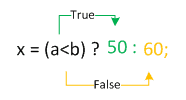 True
x = (a<b) ? 50 : 60;
False